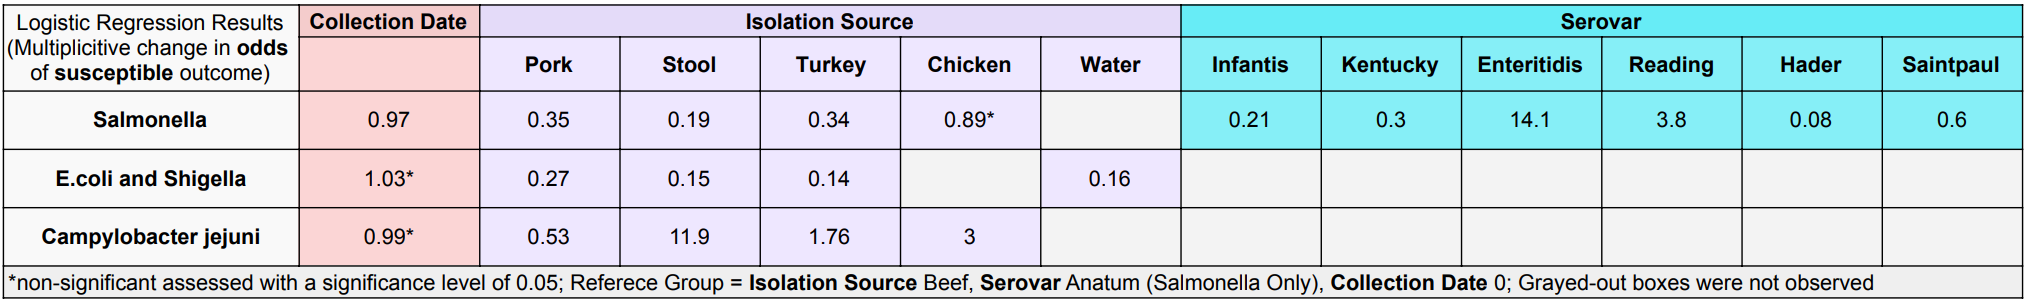 Logistic Regression Results (Multiplicitive change in odds of susceptible outcome) Collection Date Isolation Source Serovar
Pork Stool Turkey Chicken Water Infantis Kentucky Enteritidis Reading Hader Saintpaul
Salmonella 0.97 0.35 0.19 0.34 0.89* 0.21 0.3 14.1 3.8 0.08 0.6
E.coli and Shigella 1.03* 0.27 0.15 0.14 0.16
Campylobacter jejuni 0.99* 0.53 11.9 1.76 3
*non-significant assessed with a significance level of 0.05; Referece Group = Isolation Source Beef, Serovar Anatum (Salmonella Only), Collection Date 0; Grayed-out boxes were not observed